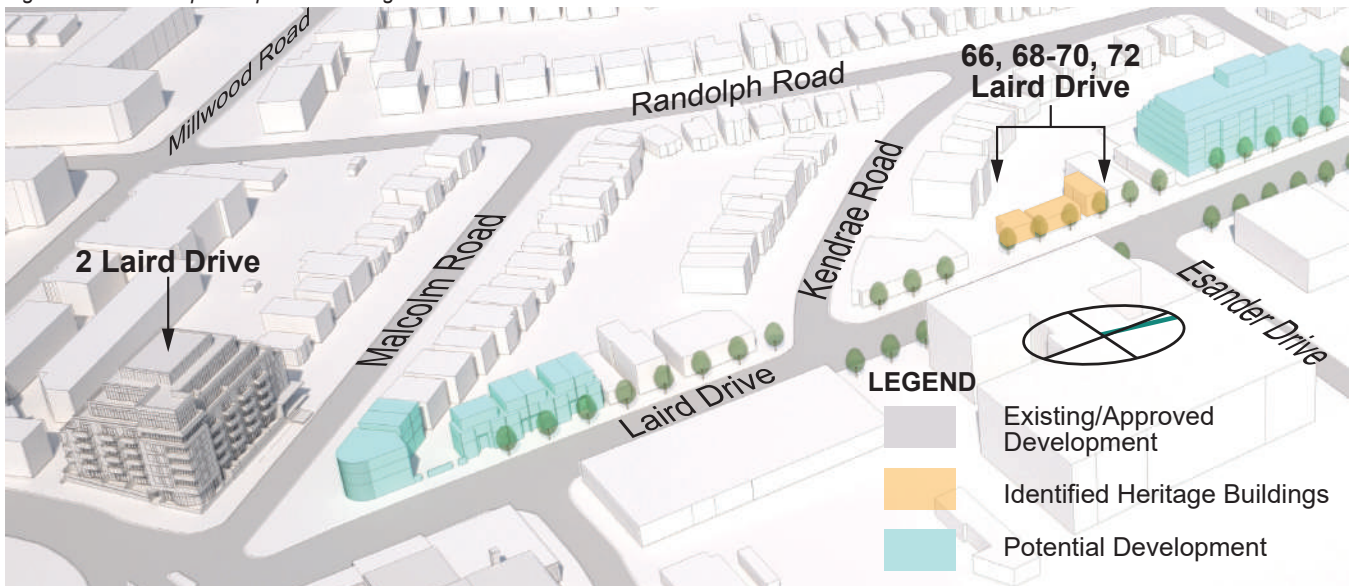 Millwood Road
Randolph Road
66, 68-70, 72
Laird Drive
Kendrae Road
Malcolm Road
2 Laird Drive
Esander Drive
Laird Drive
LEGEND
Existing/Approved
Development
Identified Heritage Buildings
Potential Development